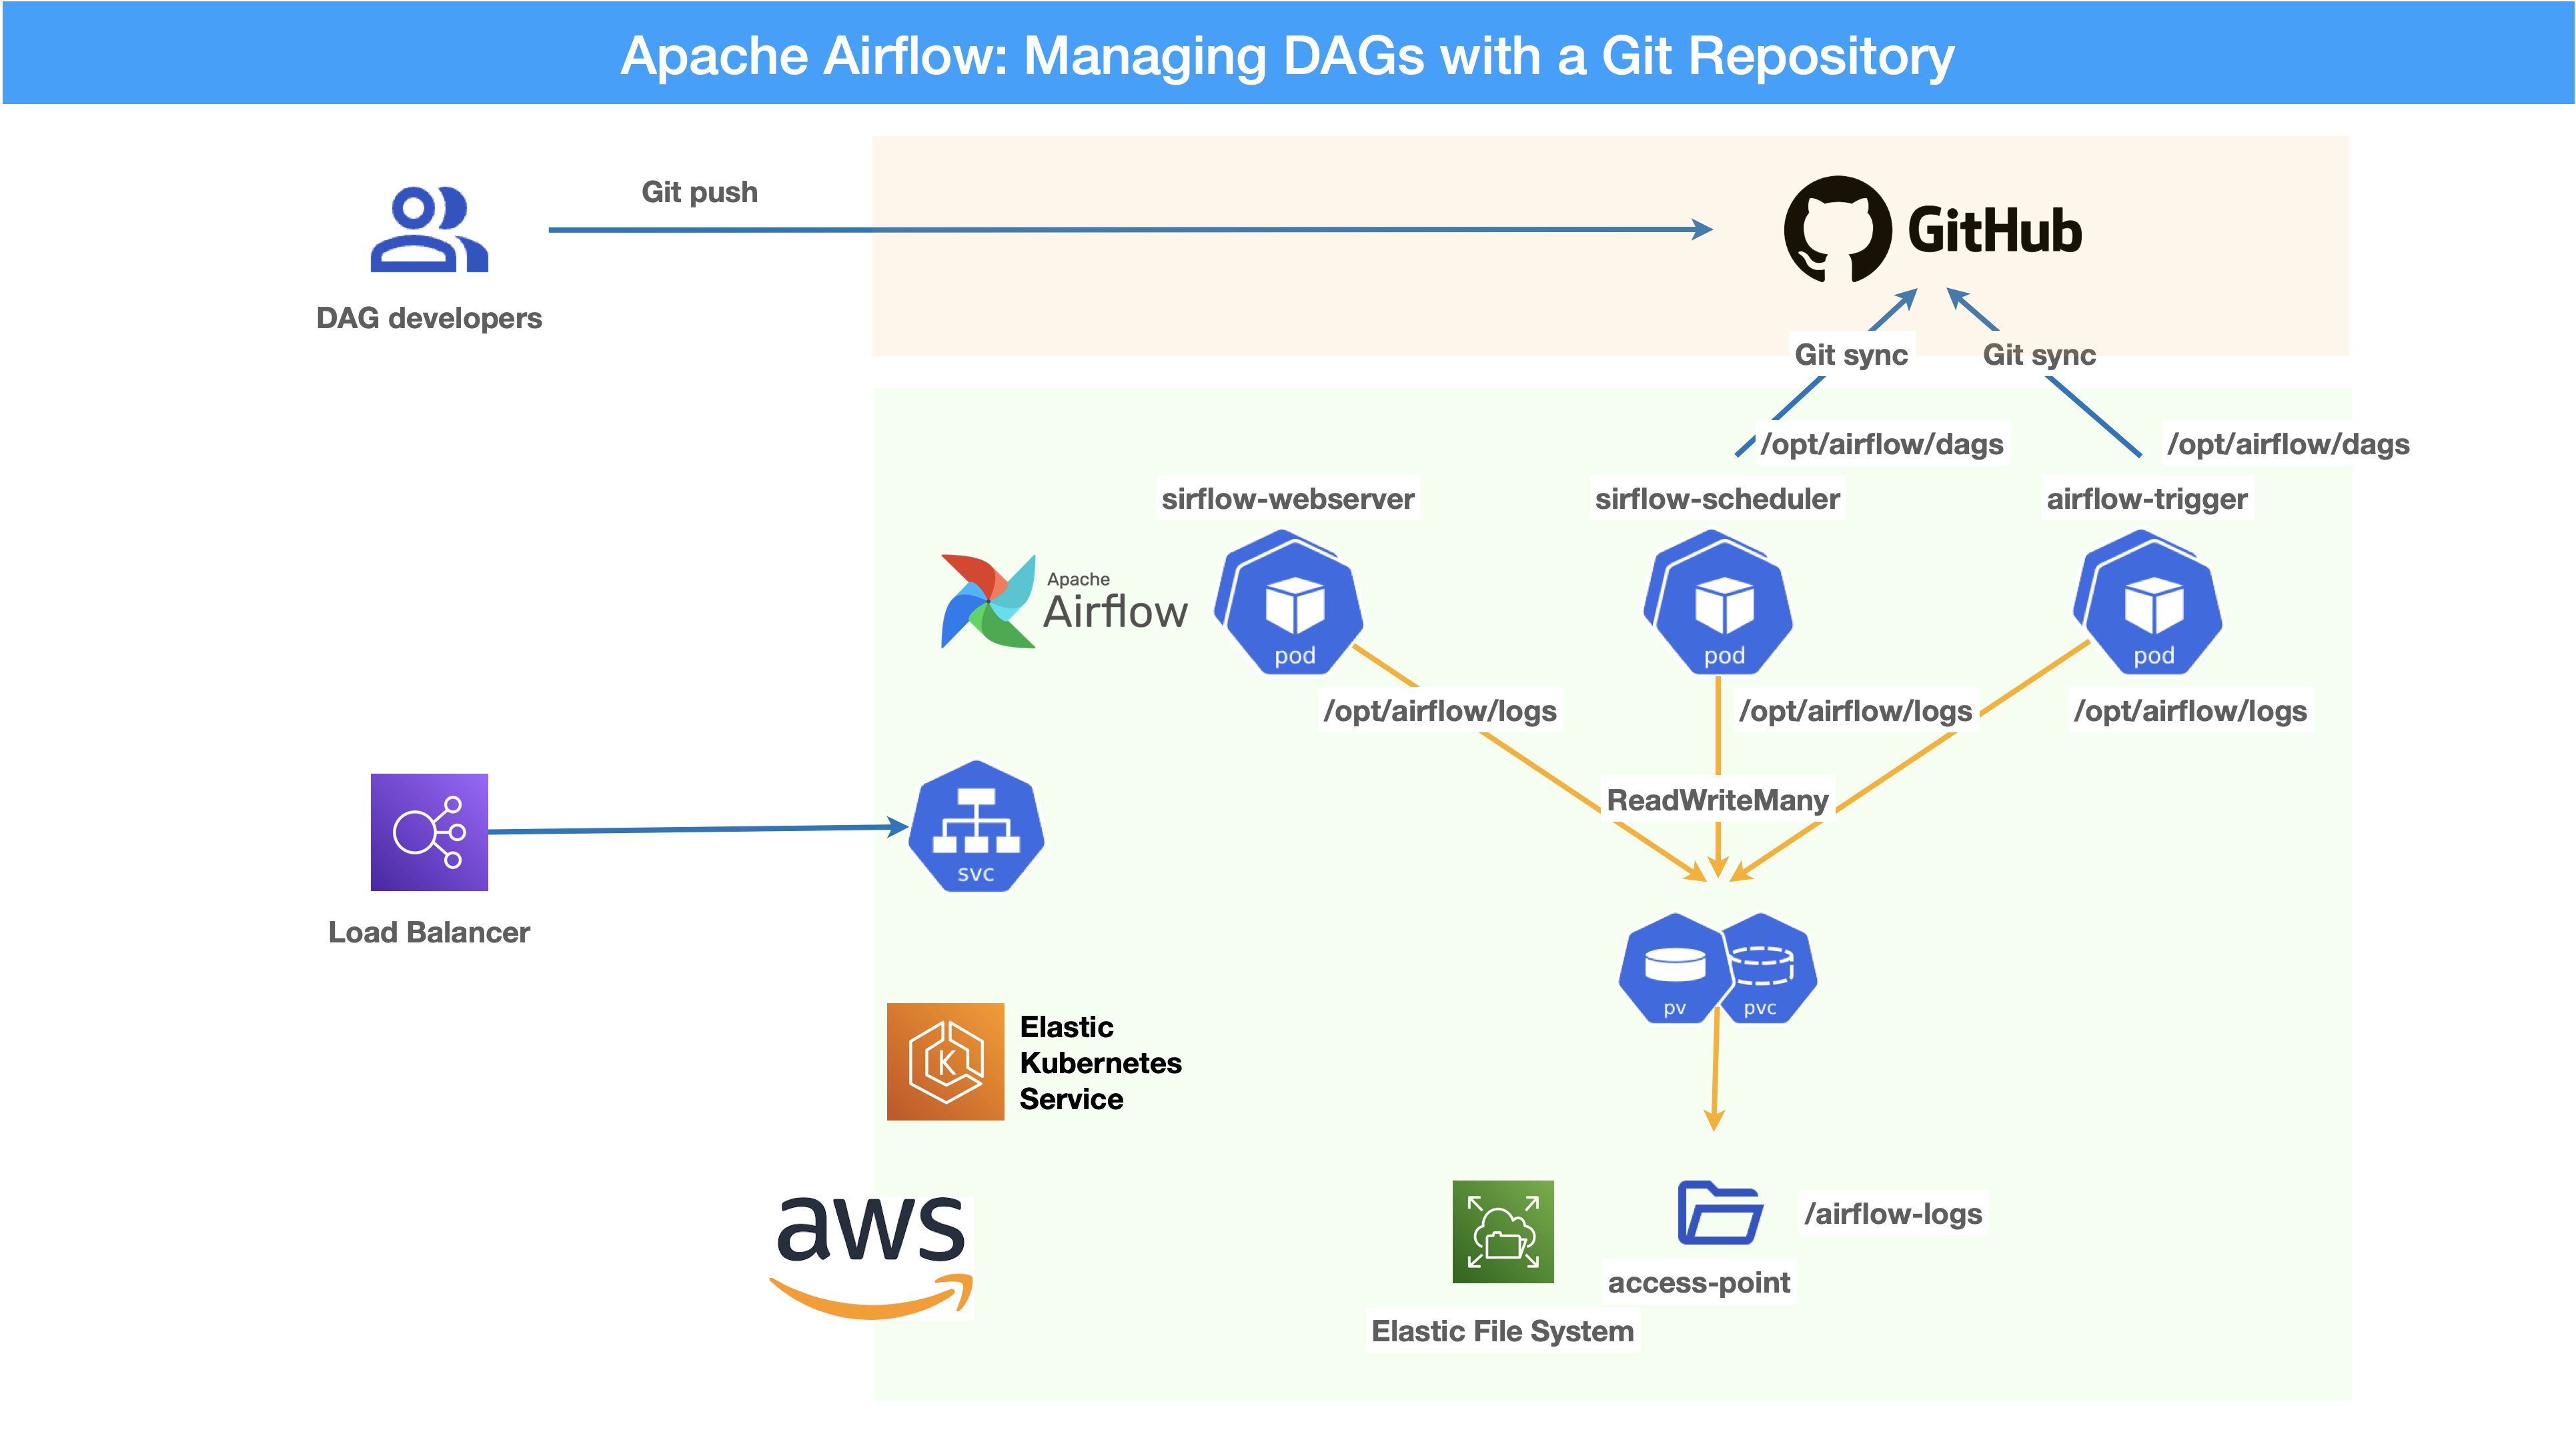 Apache Airflow: Managing DAGs with a Git Repository
Git push
GitHub
DAG developers
Git sync
Git sync
/opt/airflow/dags
/opt/airflow/dags
sirflow-webserver
sirflow-scheduler
airflow-trigger
Apache
Airflow
pod
pod
pod
/opt/airflow/logs
/opt/airflow/logs
/opt/airflow/logs
ReadWriteMany
svc
Load Balancer
pv
pvc
K
Elastic
Kubernetes
Service
aws
/airflow-logs
access-point
Elastic File System